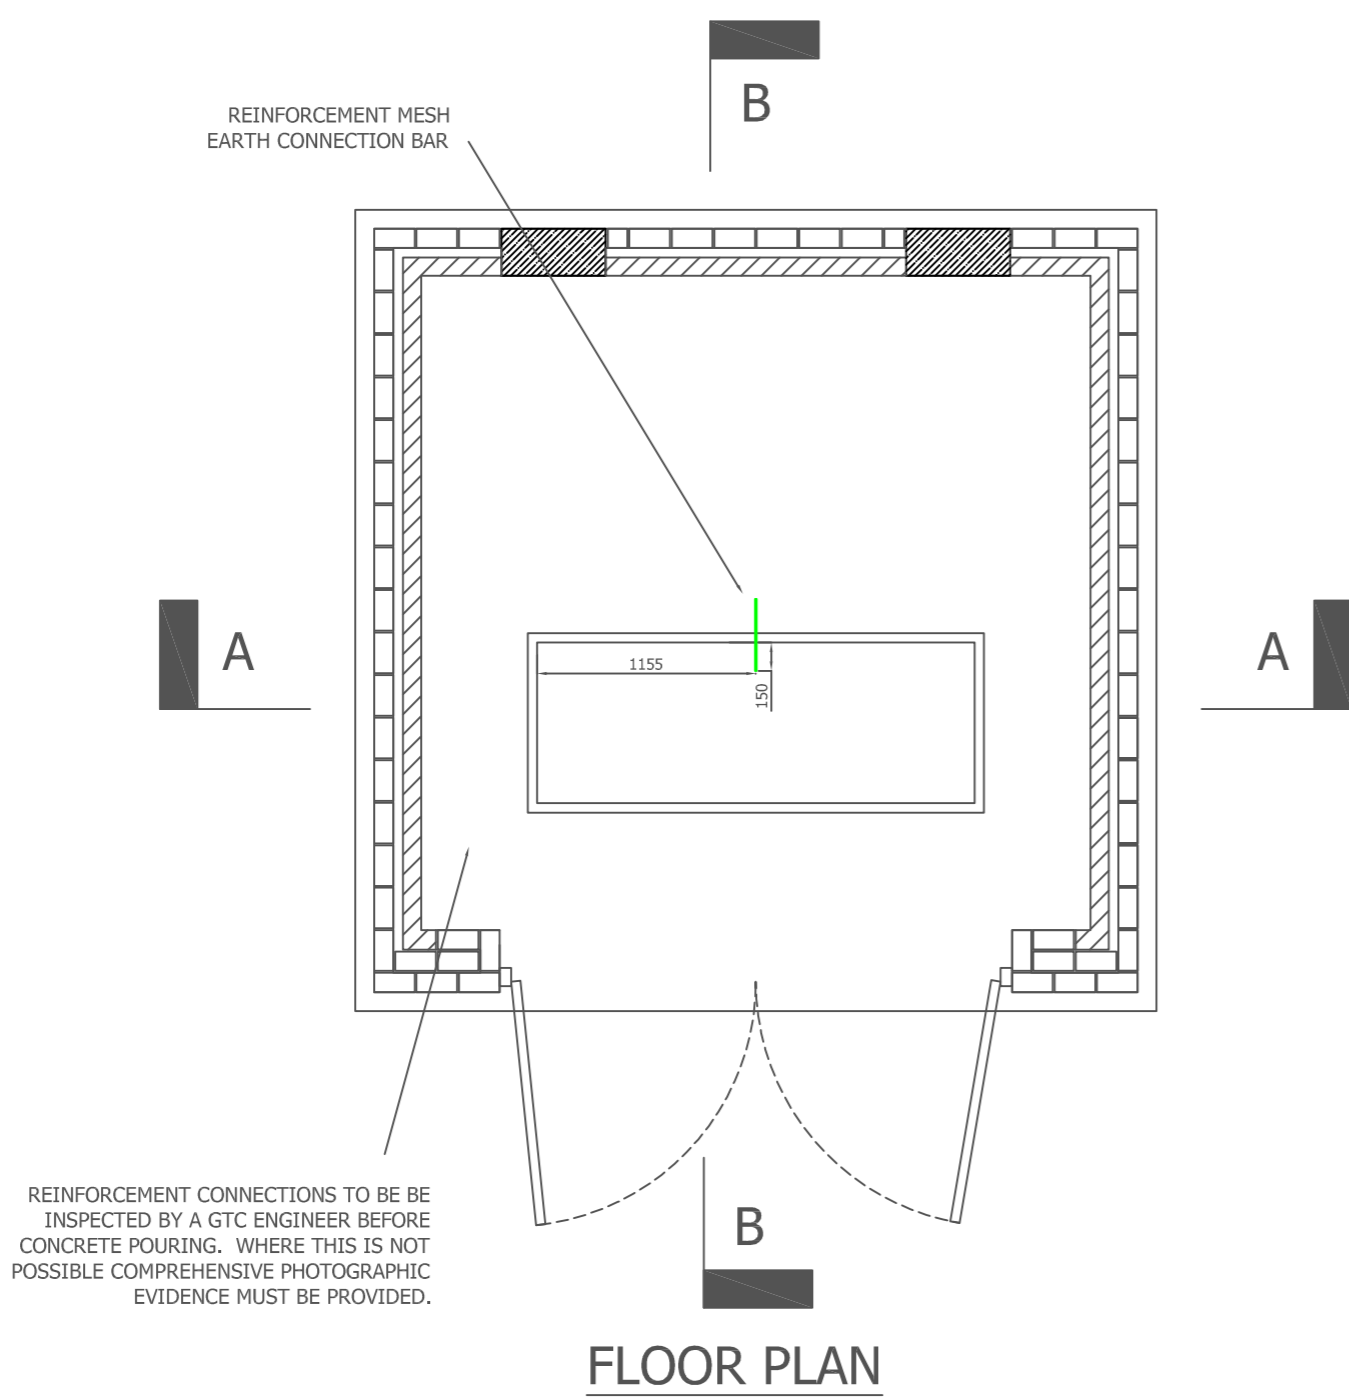 B
REINFORCEMENT MESH
EARTH CONNECTION BAR
A
A
1155
150
REINFORCEMENT CONNECTIONS TO BE BE
INSPECTED BY A GTC ENGINEER BEFORE
CONCRETE POURING. WHERE THIS IS NOT
POSSIBLE COMPREHENSIVE PHOTOGRAPHIC
EVIDENCE MUST BE PROVIDED.
B
FLOOR PLAN